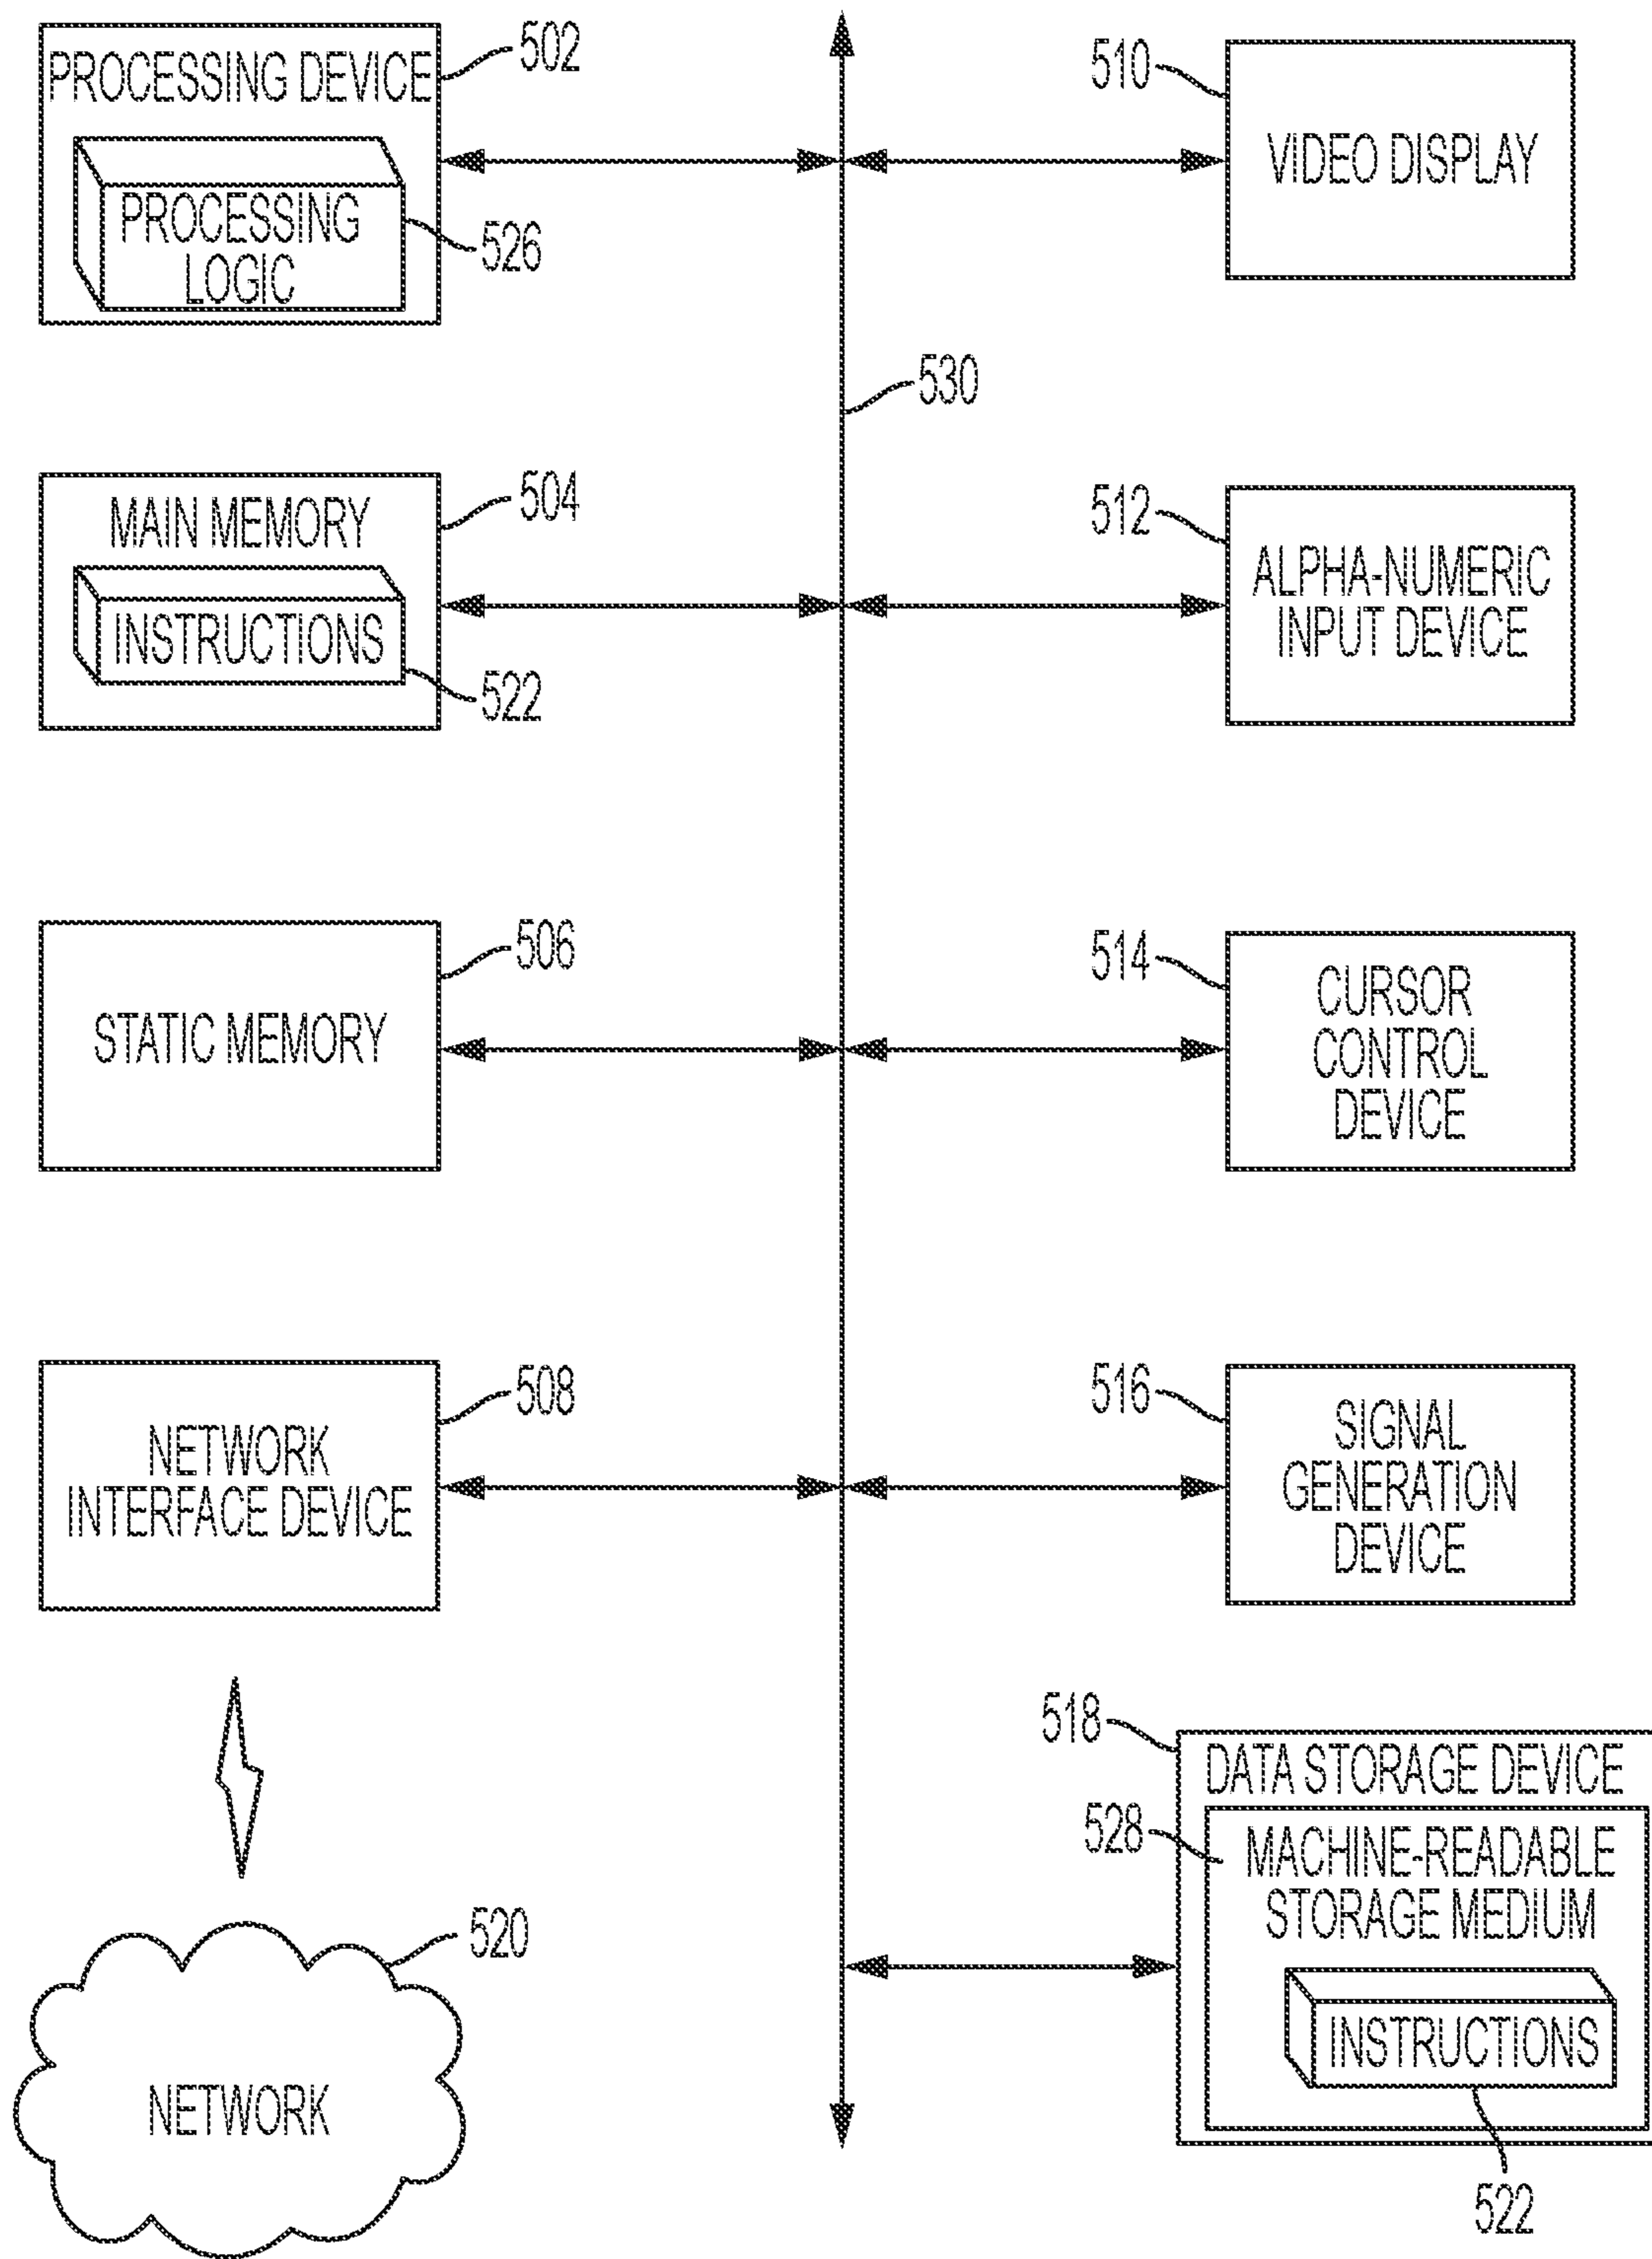 PROCESSING DEVICE
502
PROCESSING
LOGIC
526
510
VIDEO DISPLAY
530
MAIN MEMORY
504
INSTRUCTIONS
522
512
ALPHA-NUMERIC
INPUT DEVICE
STATIC MEMORY
506
514
CURSOR
CONTROL
DEVICE
NETWORK
INTERFACE DEVICE
508
516
SIGNAL
GENERATION
DEVICE
518
DATA STORAGE DEVICE
528
MACHINE-READABLE
STORAGE MEDIUM
INSTRUCTIONS
522
520
NETWORK